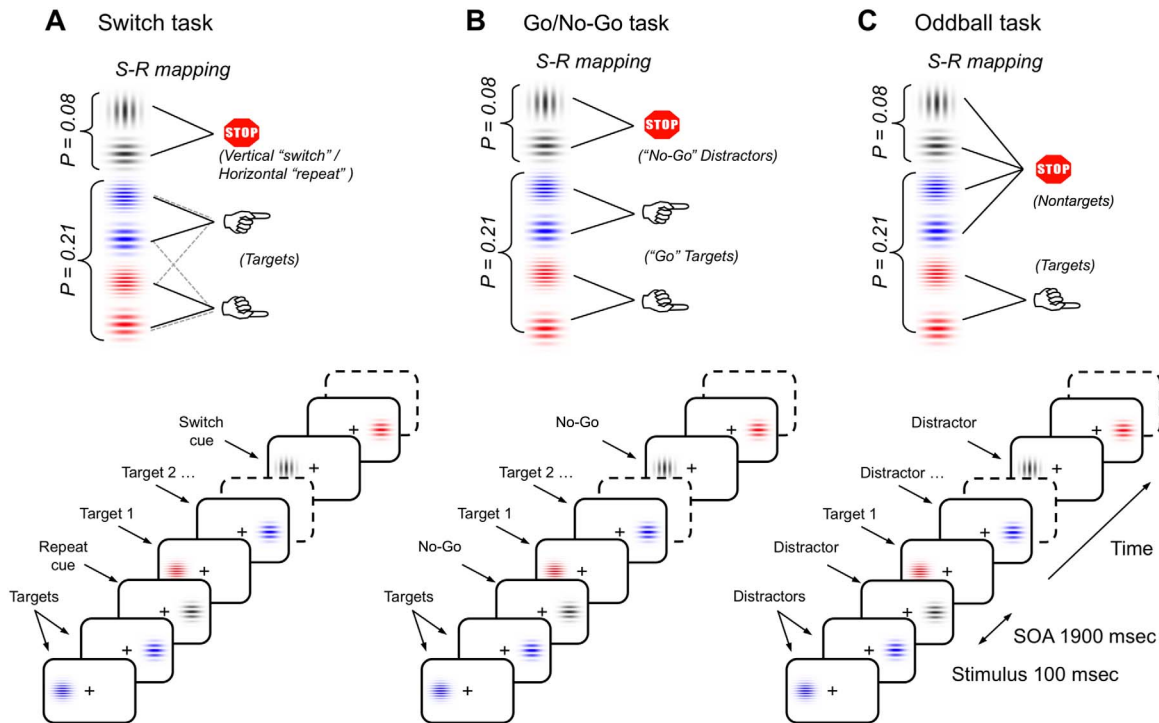 A Switch task
S-R mapping
P = 0.08
STOP
(Vertical “switch” /
Horizontal “repeat” )
P = 0.21
(Targets)
Switch
cue
Target 2 ...
Target 1
Repeat
cue
Targets
B Go/No-Go task
S-R mapping
P = 0.08
STOP
(“No-Go” Distractors)
P = 0.21
(“Go” Targets)
No-Go
Target 2 ...
Target 1
No-Go
Targets
C Oddball task
S-R mapping
P = 0.08
STOP
(Nontargets)
P = 0.21
(Targets)
Distractor
Distractor ...
Target 1
Distractor
Distractors
Time
SOA 1900 msec
Stimulus 100 msec